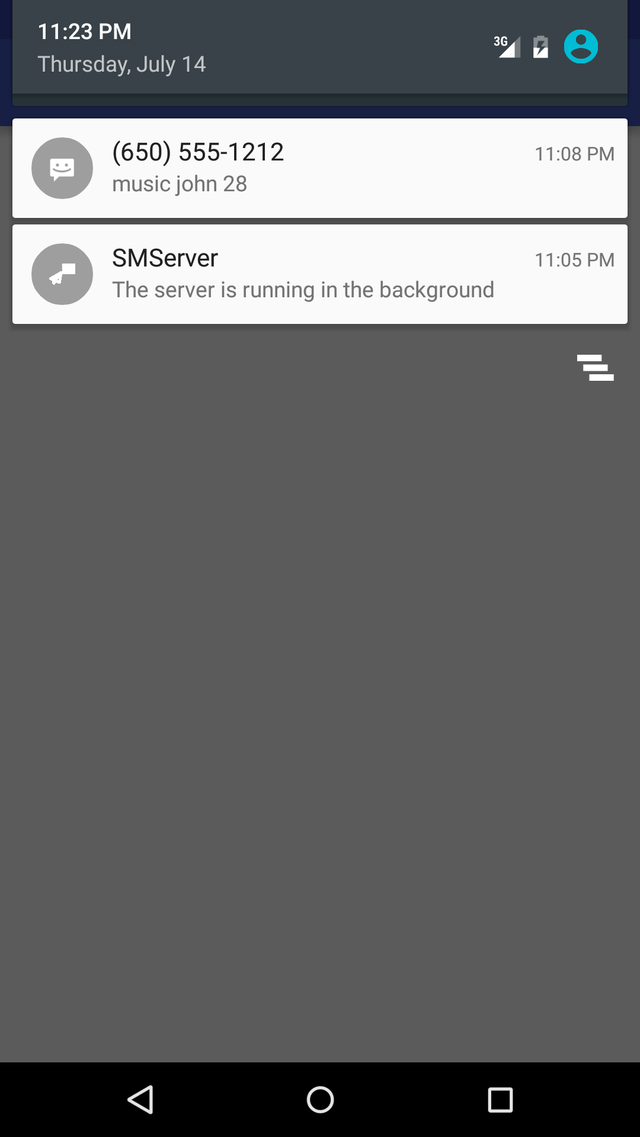 11:23 PM
Thursday, July 14
3G
(650) 555-1212
11:08 PM
music john 28
SMServer
11:05 PM
The server is running in the background